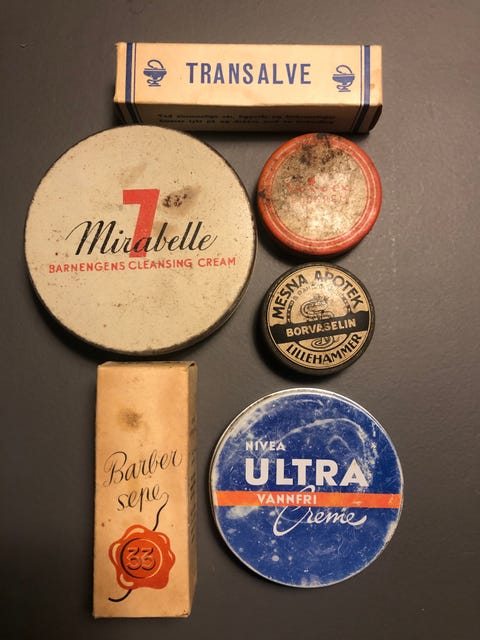 TRANSALVE
7
Mirabelle
BARNENGENS CLEANSING CREAM
MESNA APOTEK
BORVASELIN
LILLEHAMMER
Barber
sepe
33
NIVEA
ULTRA
VANNFRI
Creme